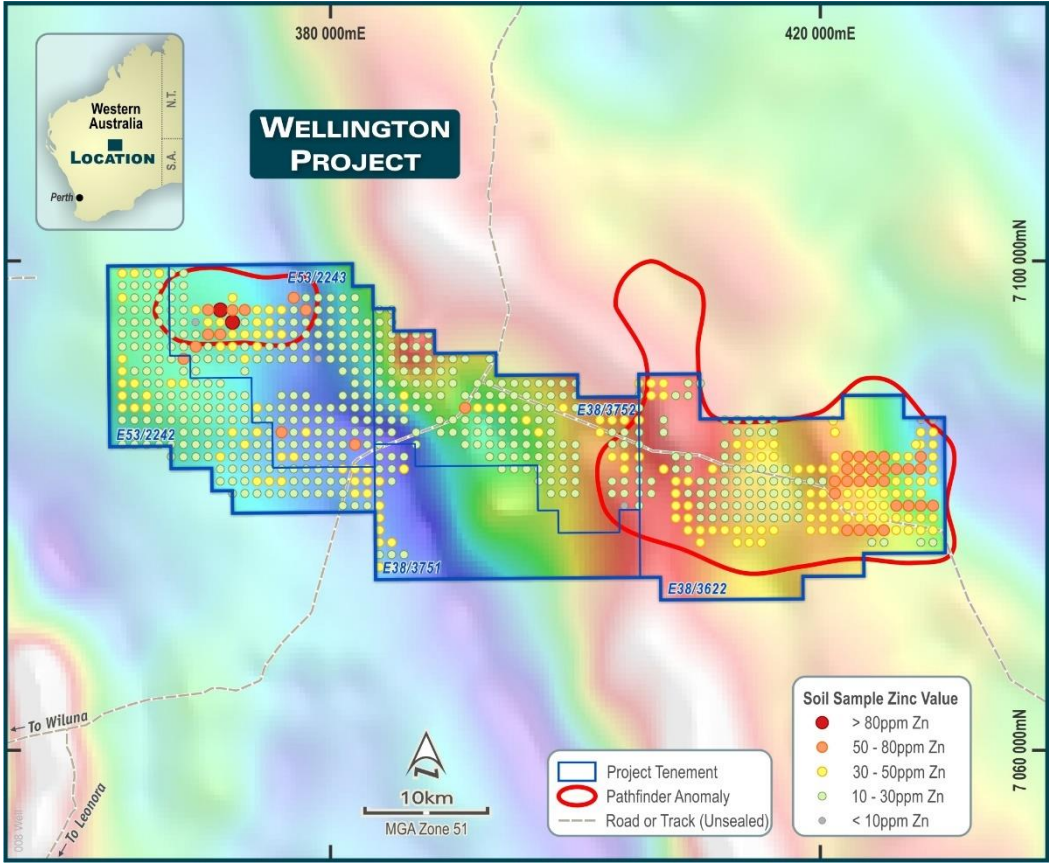 380 000mE
420 000mE
Western
Australia
LOCATION
N.T.
S.A.
Perth
WELLINGTON
PROJECT
7 100 000mN
E53/2243
E38/3752
E53/2242
E38/3751
E38/3622
To Wiluna
To Leonora
10km
MGA Zone 51
Project Tenement
Pathfinder Anomaly
Road or Track (Unsealed)
Soil Sample Zinc Value
> 80ppm Zn
50 - 80ppm Zn
30 - 50ppm Zn
10 - 30ppm Zn
< 10ppm Zn
7 060 000mN
008 Well